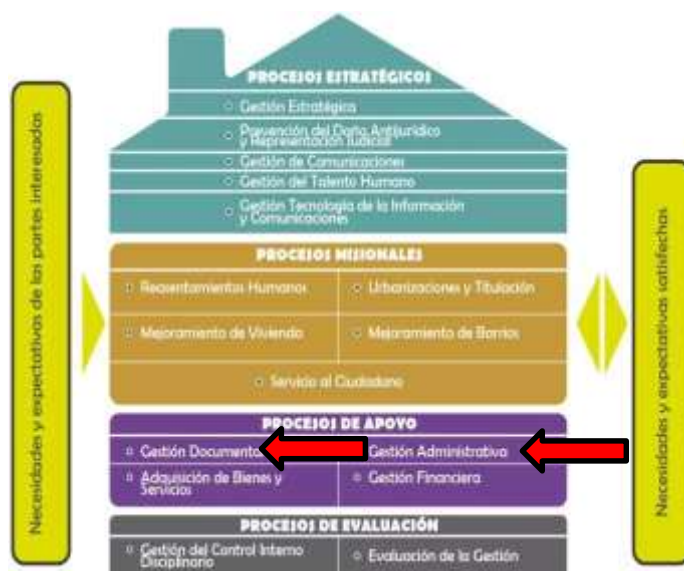 Necesidades y expectativas de las partes interesadas
PROCESOS ESTRATÉGICOS
Gestión Estratégica
Prevención del Daño Antijurídico
y Representación Judicial
Gestión de Comunicaciones
Gestión del Talento Humano
Gestión Tecnología de la Información
y Comunicaciones
PROCESOS MISIONALES
Reasentamientos Humanos
Urbanizaciones y Titulación
Mejoramiento de Vivienda
Mejoramiento de Barrios
Servicio al Ciudadano
PROCESOS DE APOYO
Gestión Documenta
Gestión Administrativa
Adquisición de Bienes y
Servicios
Gestión Financiera
PROCESOS DE EVALUACIÓN
Gestión del Control Interno
Disciplinario
Evaluación de la Gestión
Necesidades y expectativas satisfechas